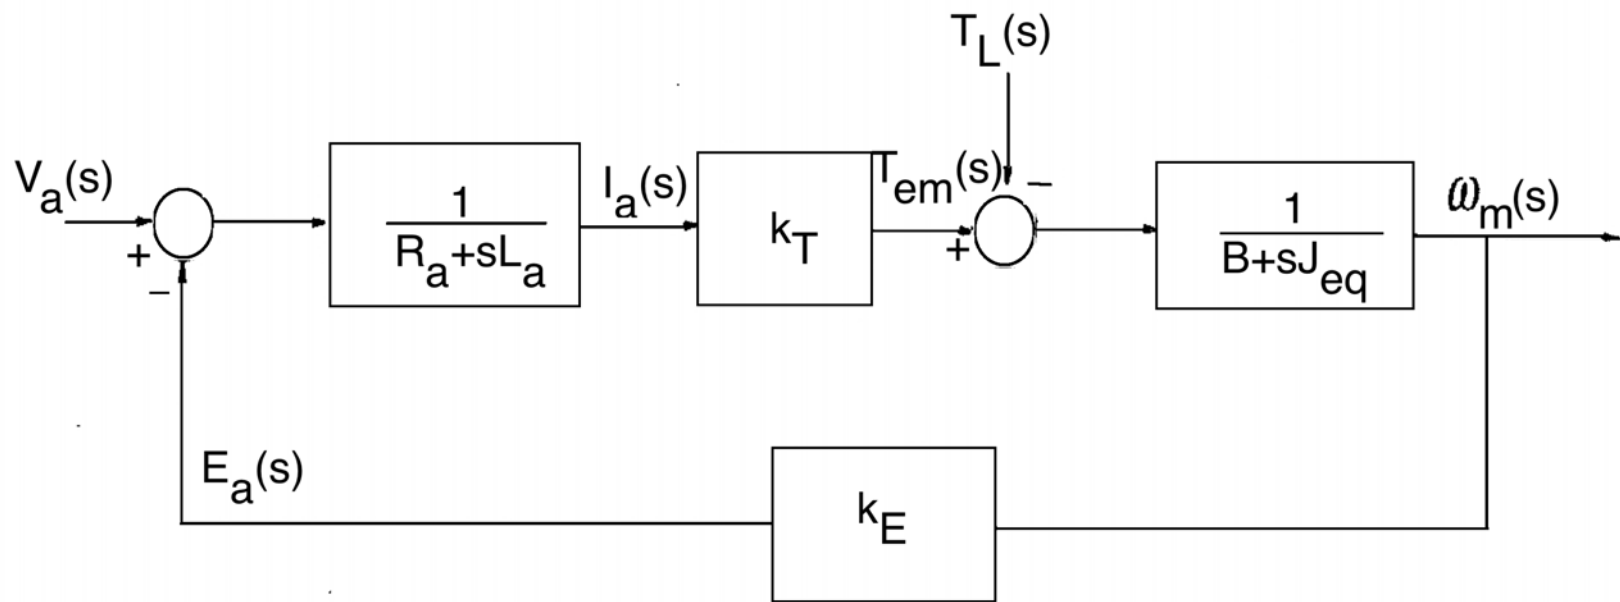 T_L(s)
V_a(s)
+
−
1
R_a+sL_a
I_a(s)
k_T
T_em(s)
+
−
1
B+sJ_eq
ω_m(s)
E_a(s)
k_E